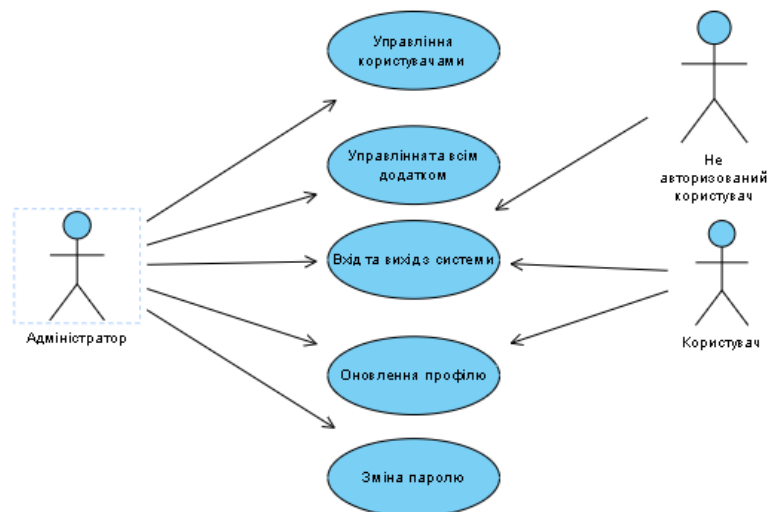 Управління
користувачами
Не
авторизований
користувач
Управління та всім
додатком
Вхід та вихід з системи
Адміністратор
Користувач
Оновлення профілю
Зміна паролю